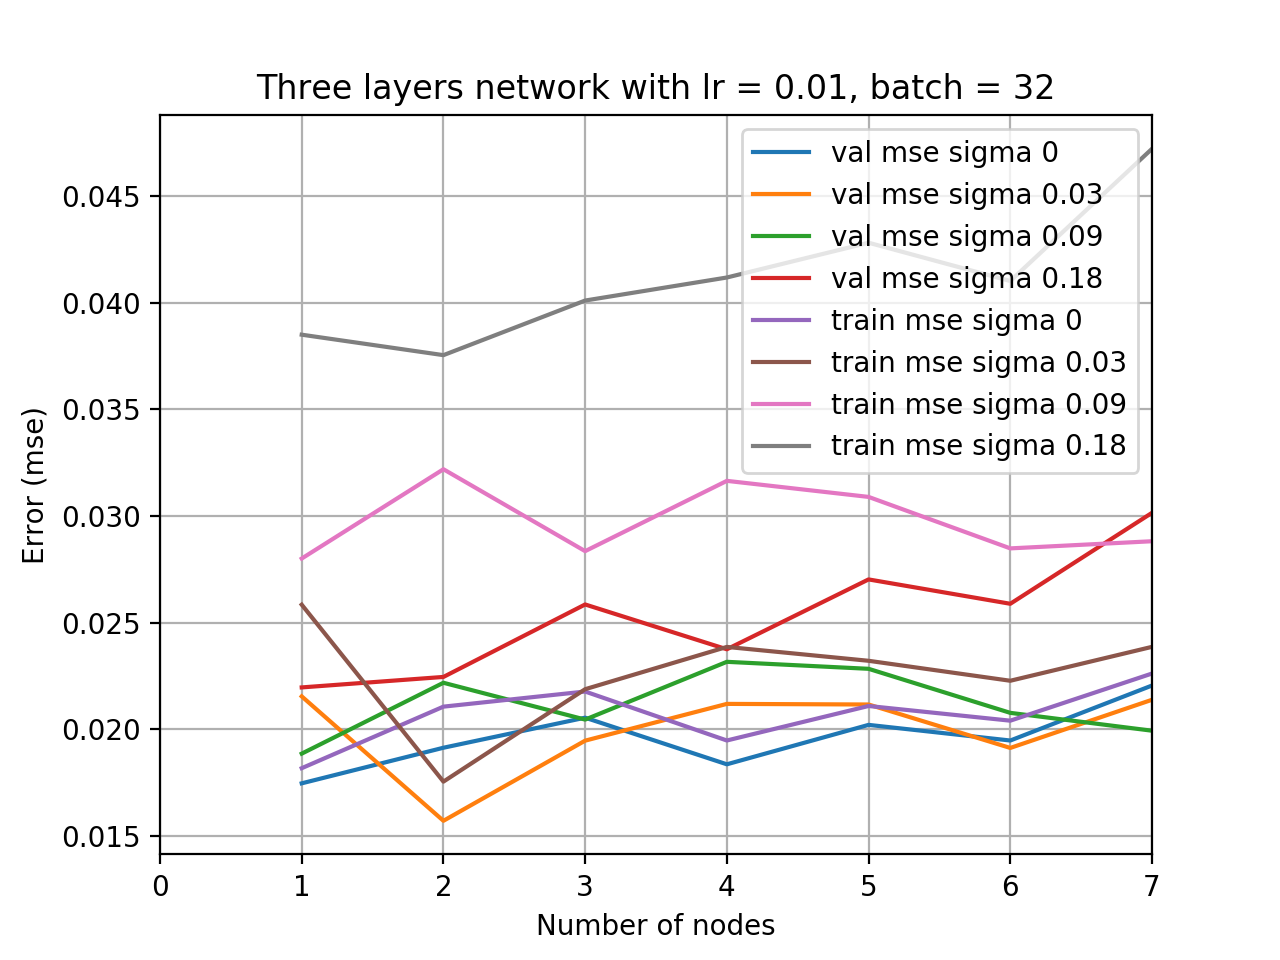 Three layers network with lr = 0.01, batch = 32
val mse sigma 0
val mse sigma 0.03
val mse sigma 0.09
val mse sigma 0.18
train mse sigma 0
train mse sigma 0.03
train mse sigma 0.09
train mse sigma 0.18
Error (mse)
0.045
0.040
0.035
0.030
0.025
0.020
0.015
0 1 2 3 4 5 6 7
Number of nodes